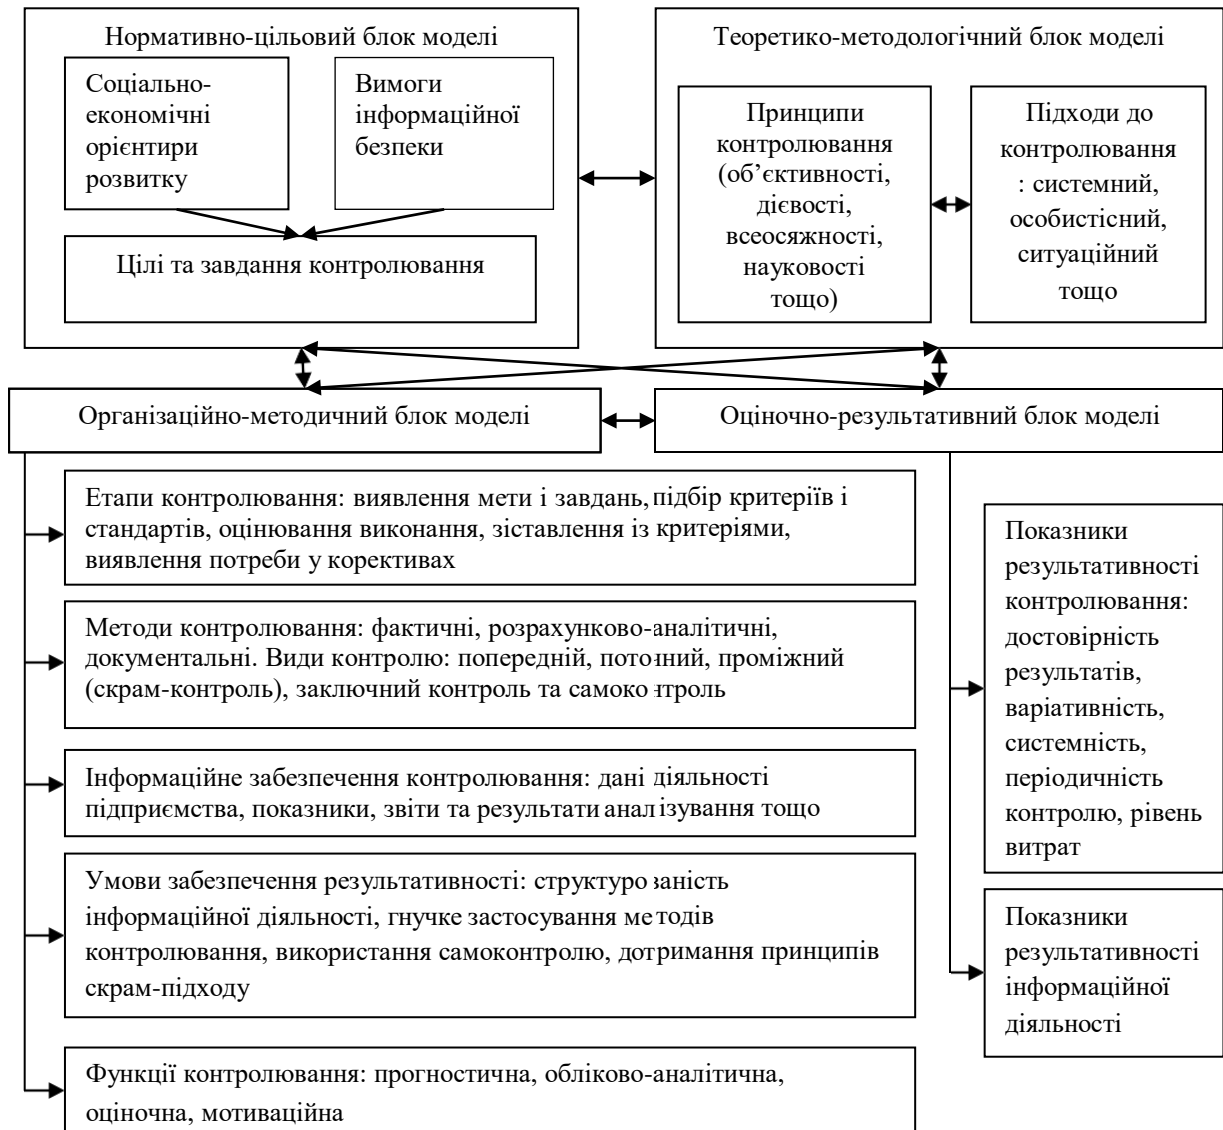 Нормативно-цільовий блок моделі
Соціально-
економічні
орієнтири
розвитку
Вимоги
інформаційної
безпеки
Цілі та завдання контролювання
Теоретико-методологічний блок моделі
Принципи
контролювання
(об’єктивності,
дієвості,
всеосяжності,
науковості
тощо)
Підходи до
контролювання
: системний,
особистісний,
ситуаційний
тощо
Організаційно-методичний блок моделі
Оціночно-результативний блок моделі
Етапи контролювання: виявлення мети і завдань, підбір критеріїв і
стандартів, оцінювання виконання, зіставлення із критеріями,
виявлення потреби у корективах
Методи контролювання: фактичні, розрахунково-аналітичні,
документальні. Види контролю: попередній, поточний, проміжний
(скрам-контроль), заключний контроль та самоконтроль
Інформаційне забезпечення контролювання: дані діяльності
підприємства, показники, звіти та результати аналізування тощо
Умови забезпечення результативності: структурованість
інформаційної діяльності, гнучке застосування методів
контролювання, використання самоконтролю, дотримання принципів
скрам-підходу
Функції контролювання: прогностична, обліково-аналітична,
оціночна, мотиваційна
Показники
результативності
контролювання:
достовірність
результатів,
варіативність,
системність,
періодичність
контролю, рівень
витрат
Показники
результативності
інформаційної
діяльності